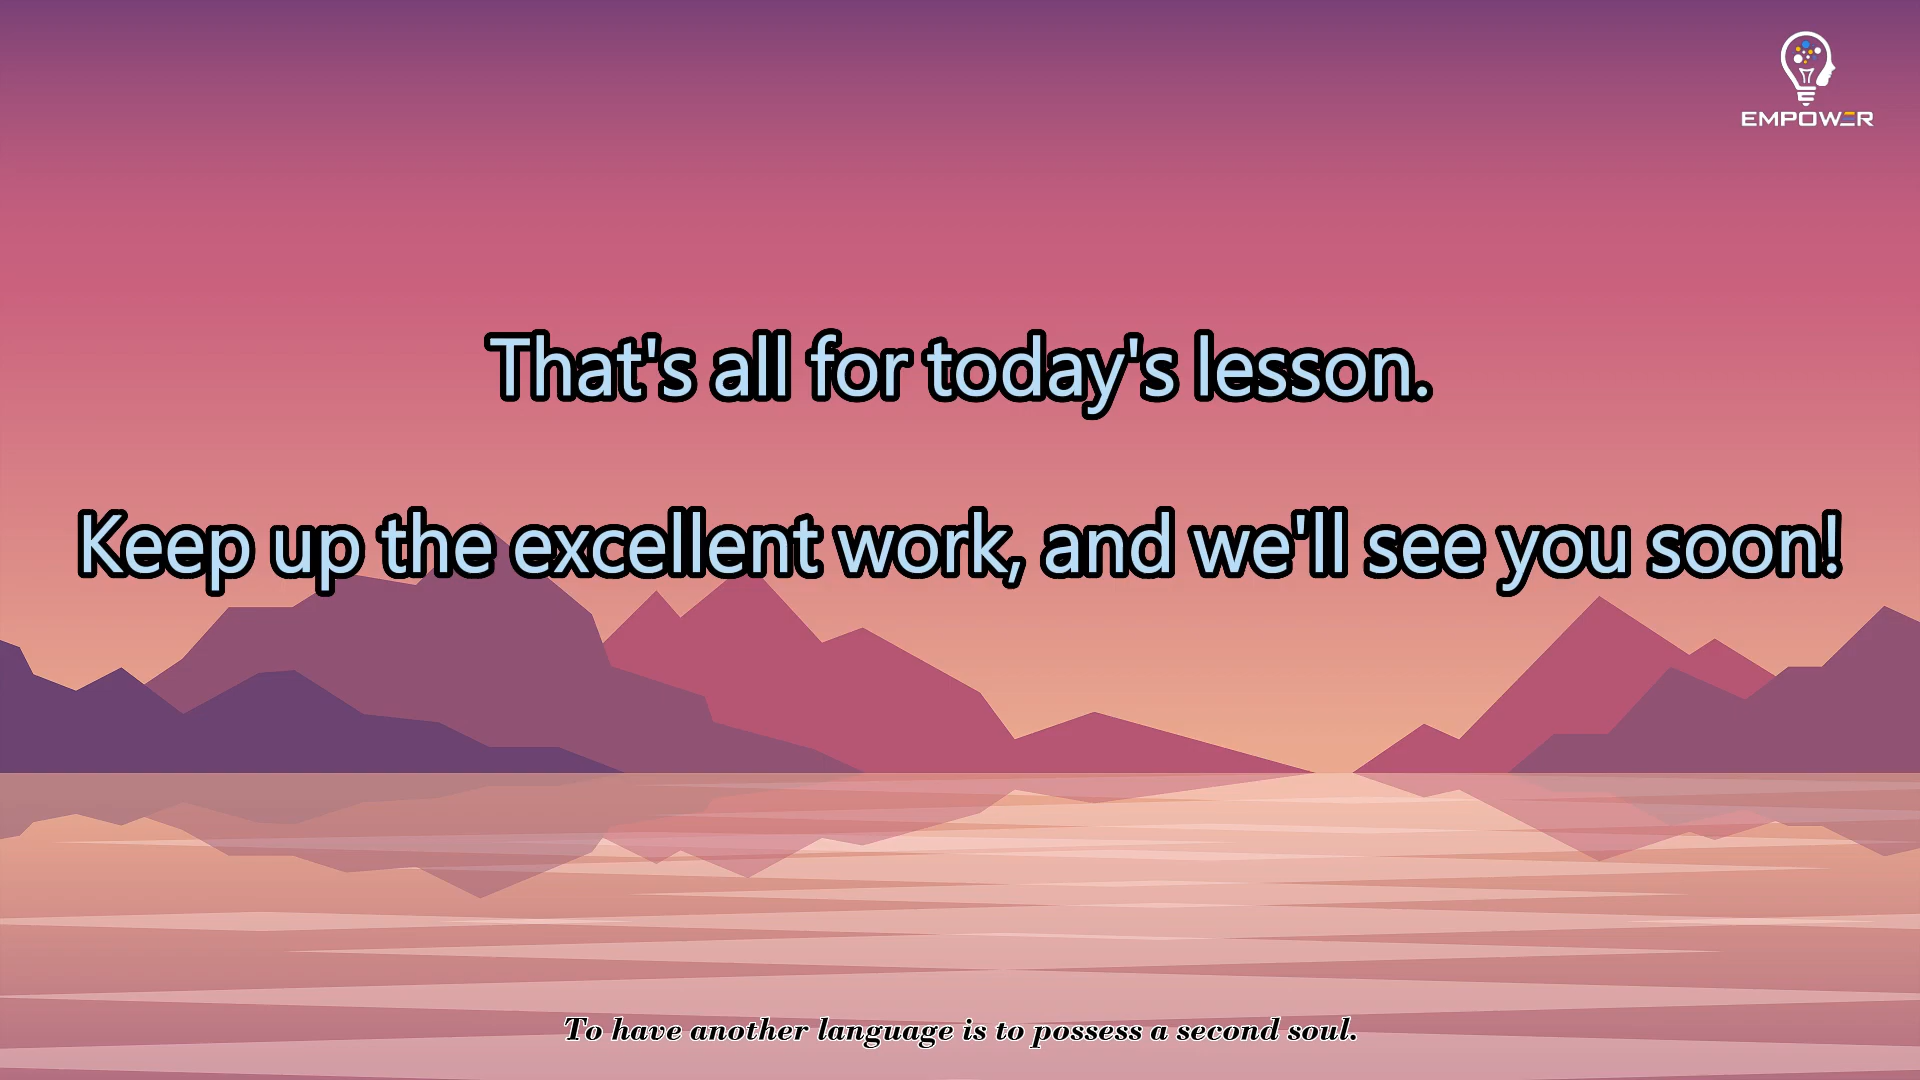 EMPOWER
That's all for today's lesson.
Keep up the excellent work, and we'll see you soon!
To have another language is to possess a second soul.